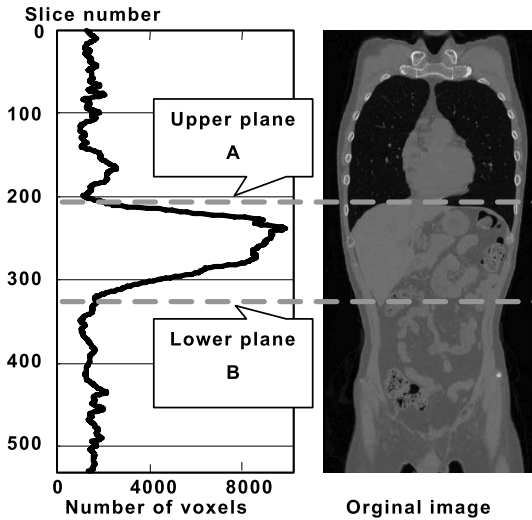 Slice number
0
100
200
300
400
500
Upper plane
A
Lower plane
B
0 4000 8000
Number of voxels
Orginal image